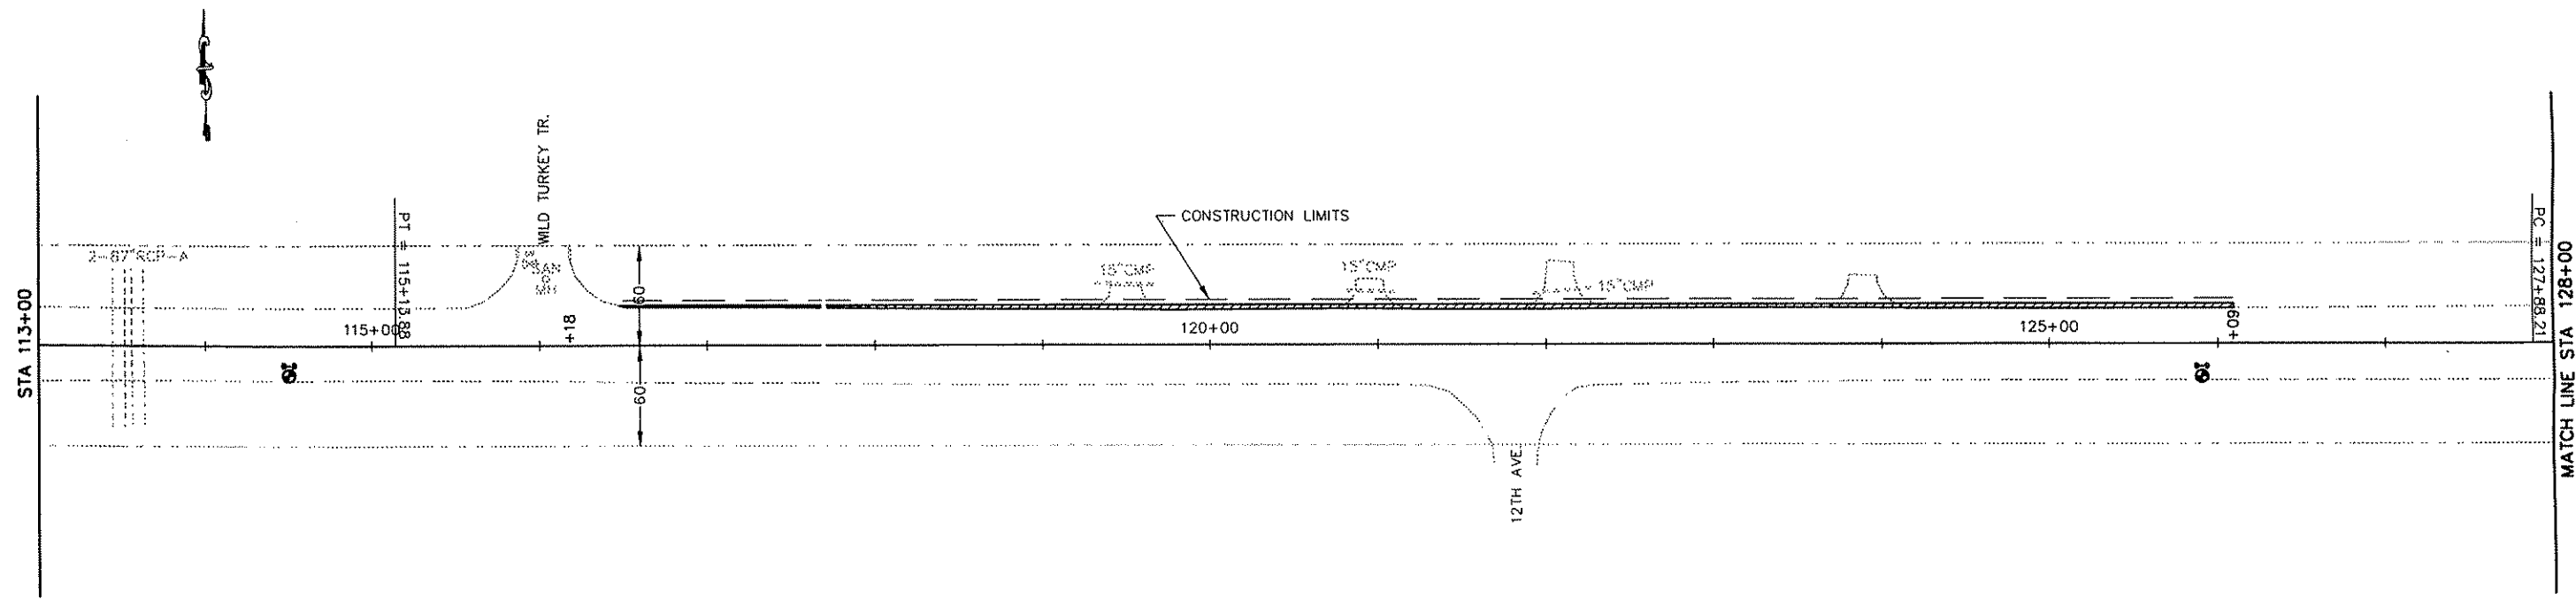 WILD TURKEY TR.
CONSTRUCTION LIMITS
2-87"RCP-A
PT = 115+13.88
SAN
MH
60
15"CMP
15"CMP
15"CMP
PC = 127+88.21
STA 113+00
115+00
+18
120+00
125+00
+09
MATCH LINE STA 128+00
60
12TH AVE.